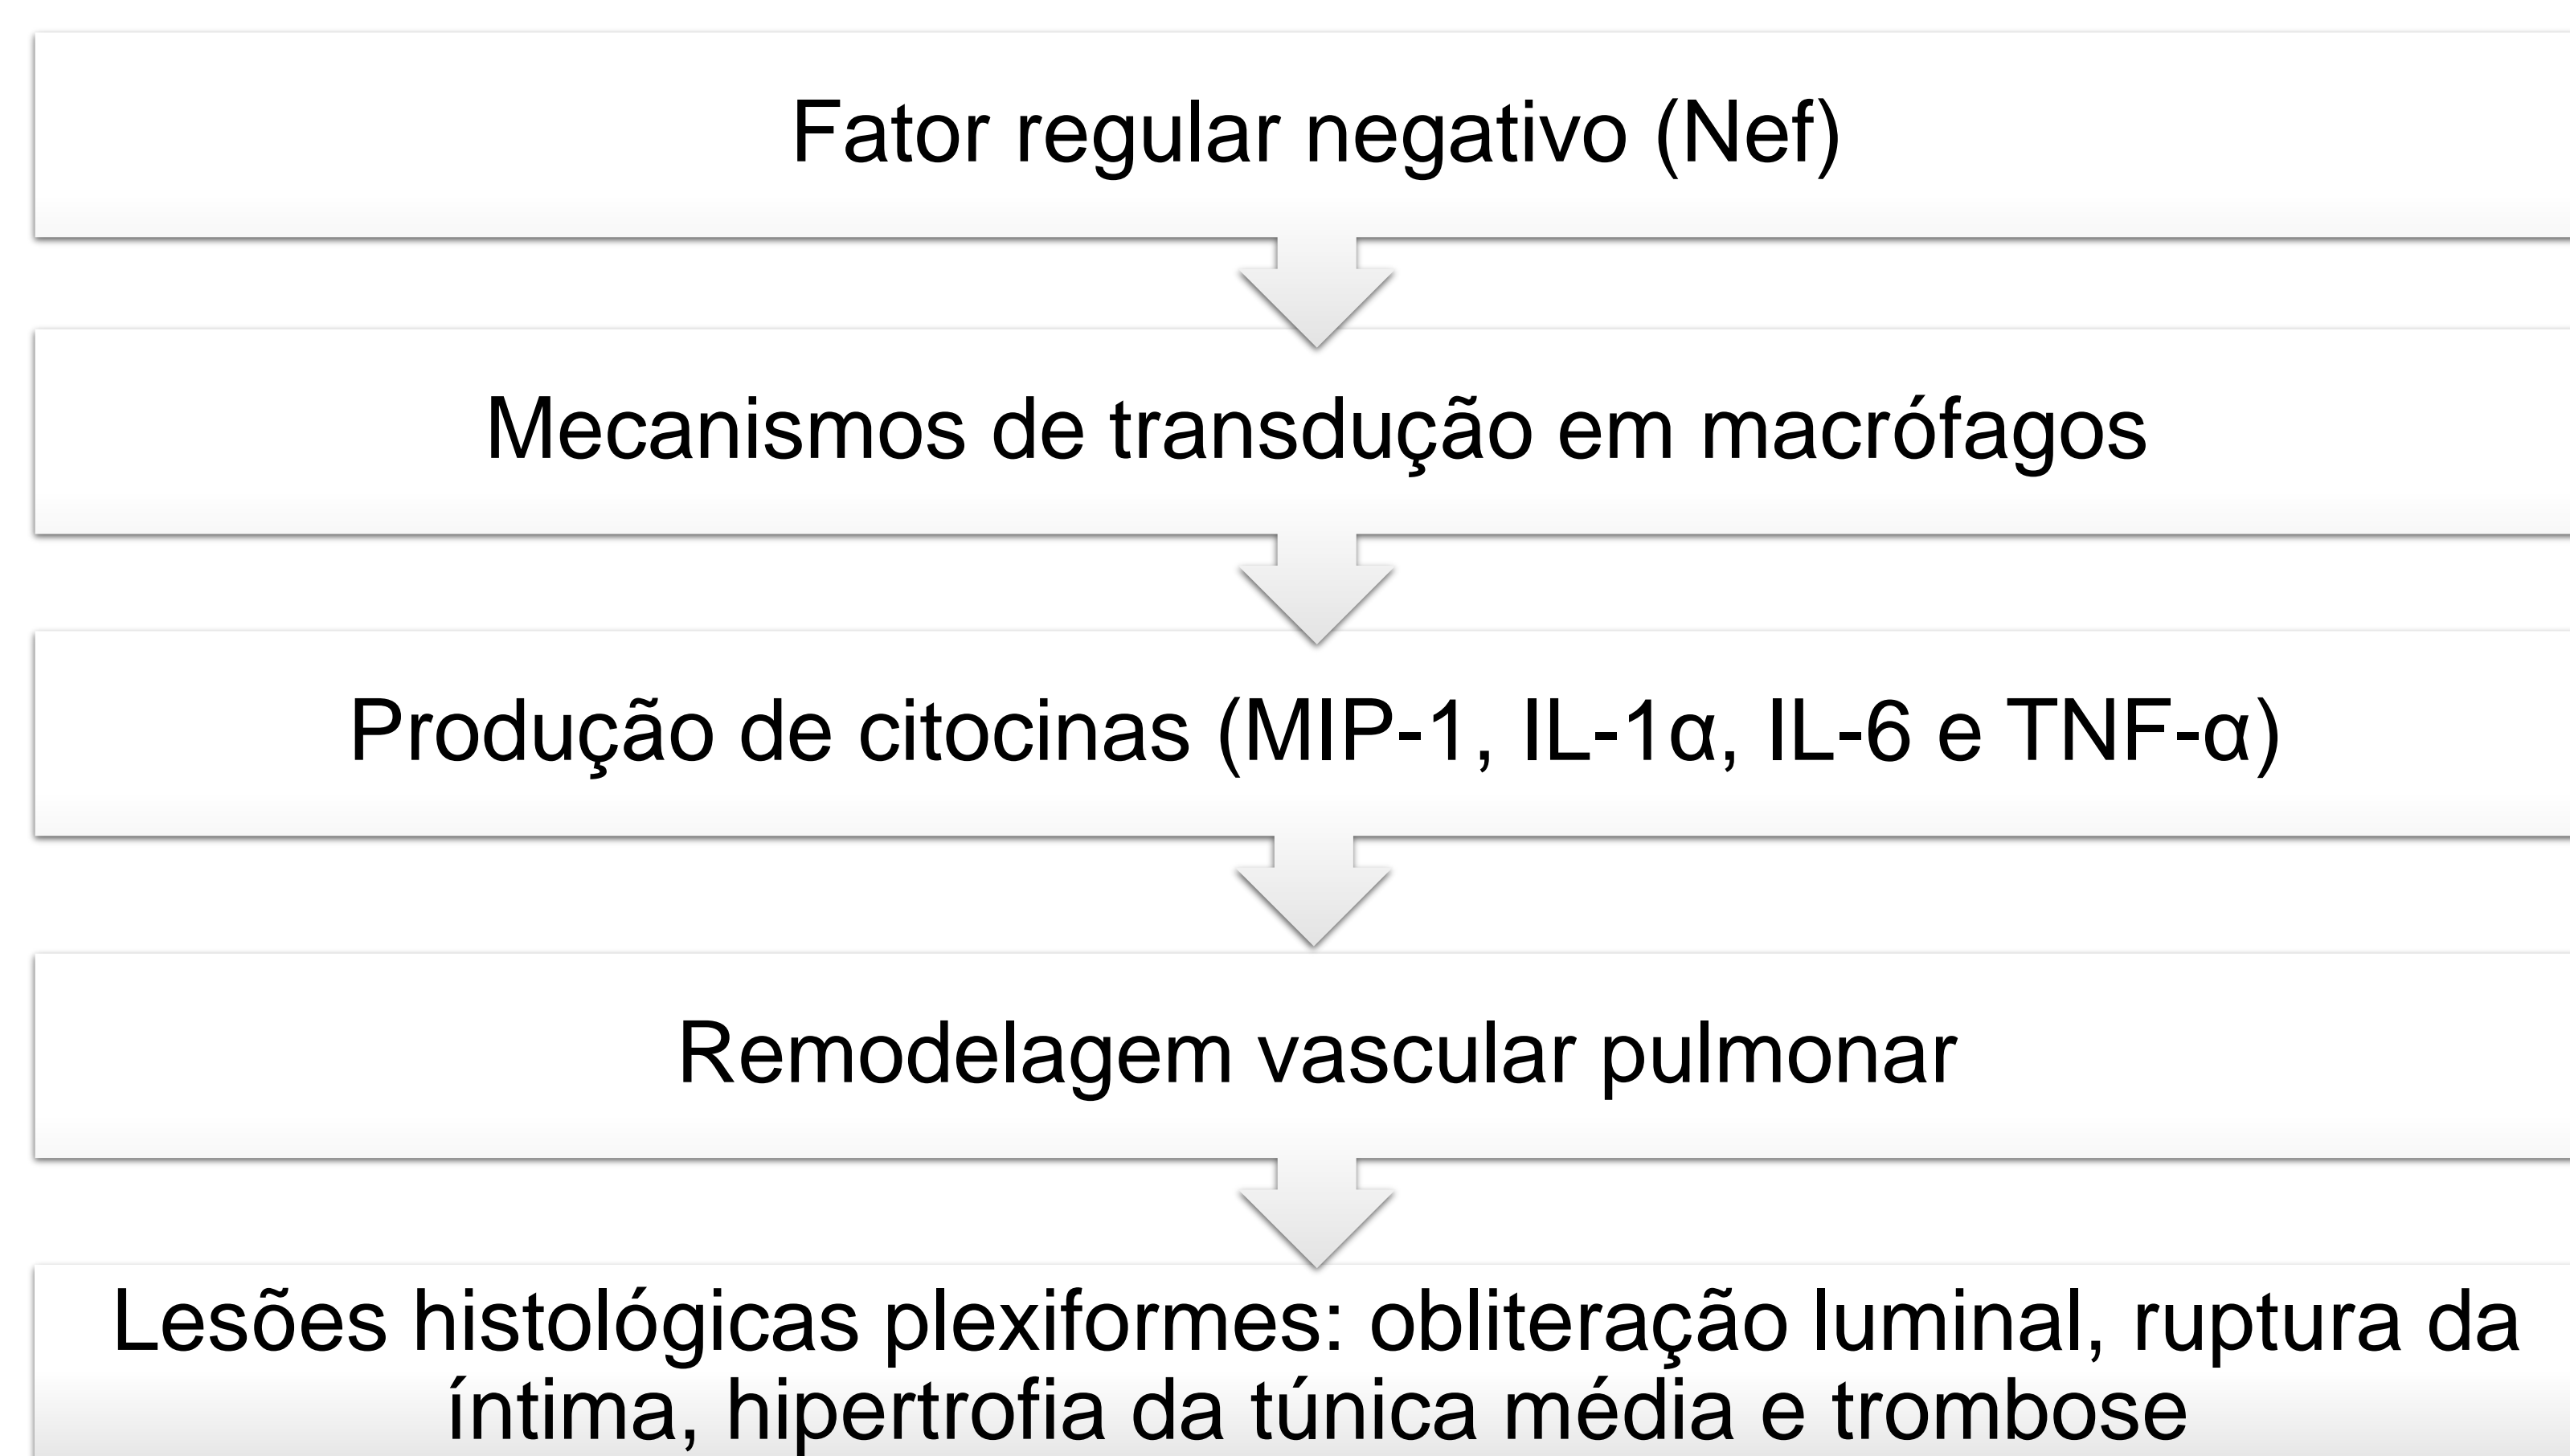 Fator regular negativo (Nef)
Mecanismos de transdução em macrófagos
Produção de citocinas (MIP-1, IL-1α, IL-6 e TNF-α)
Remodelagem vascular pulmonar
Lesões histológicas plexiformes: obliteração luminal, ruptura da
íntima, hipertrofia da túnica média e trombose